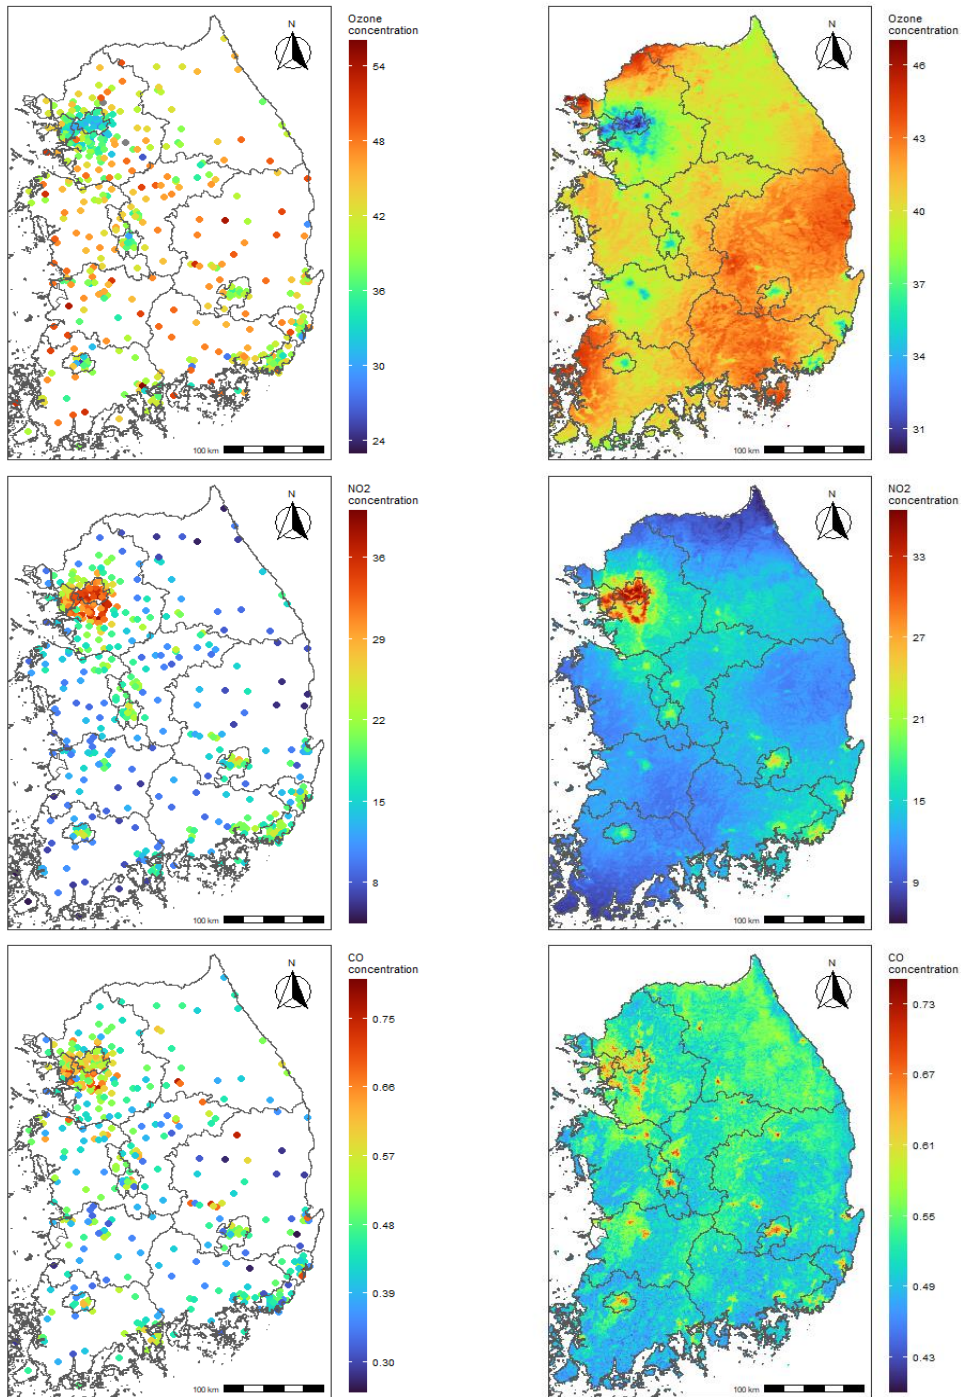 Ozone
concentration
N
54
48
42
36
30
24
100 km
Ozone
concentration
N
46
43
40
37
34
31
100 km
NO2
concentration
N
36
29
22
15
8
100 km
NO2
concentration
N
33
27
21
15
9
100 km
CO
concentration
N
0.75
0.66
0.57
0.48
0.39
0.30
100 km
CO
concentration
N
0.73
0.67
0.61
0.55
0.49
0.43
100 km